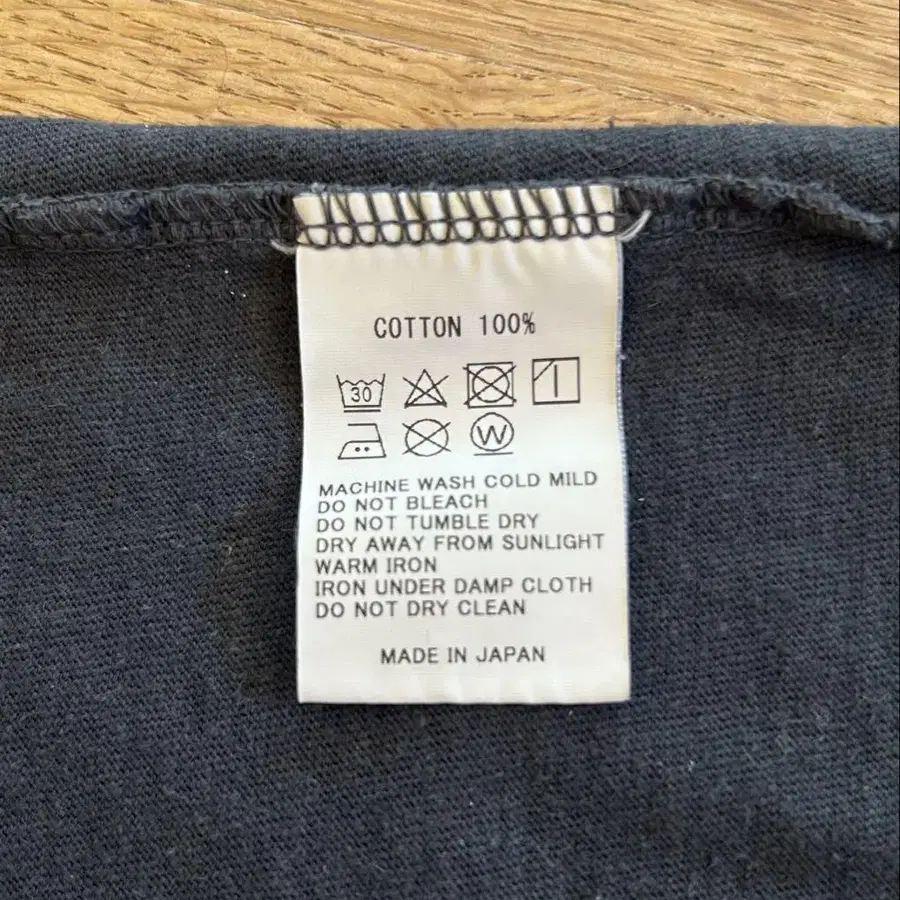 COTTON 100%
30
W
MACHINE WASH COLD MILD
DO NOT BLEACH
DO NOT TUMBLE DRY
DRY AWAY FROM SUNLIGHT
WARM IRON
IRON UNDER DAMP CLOTH
DO NOT DRY CLEAN
MADE IN JAPAN